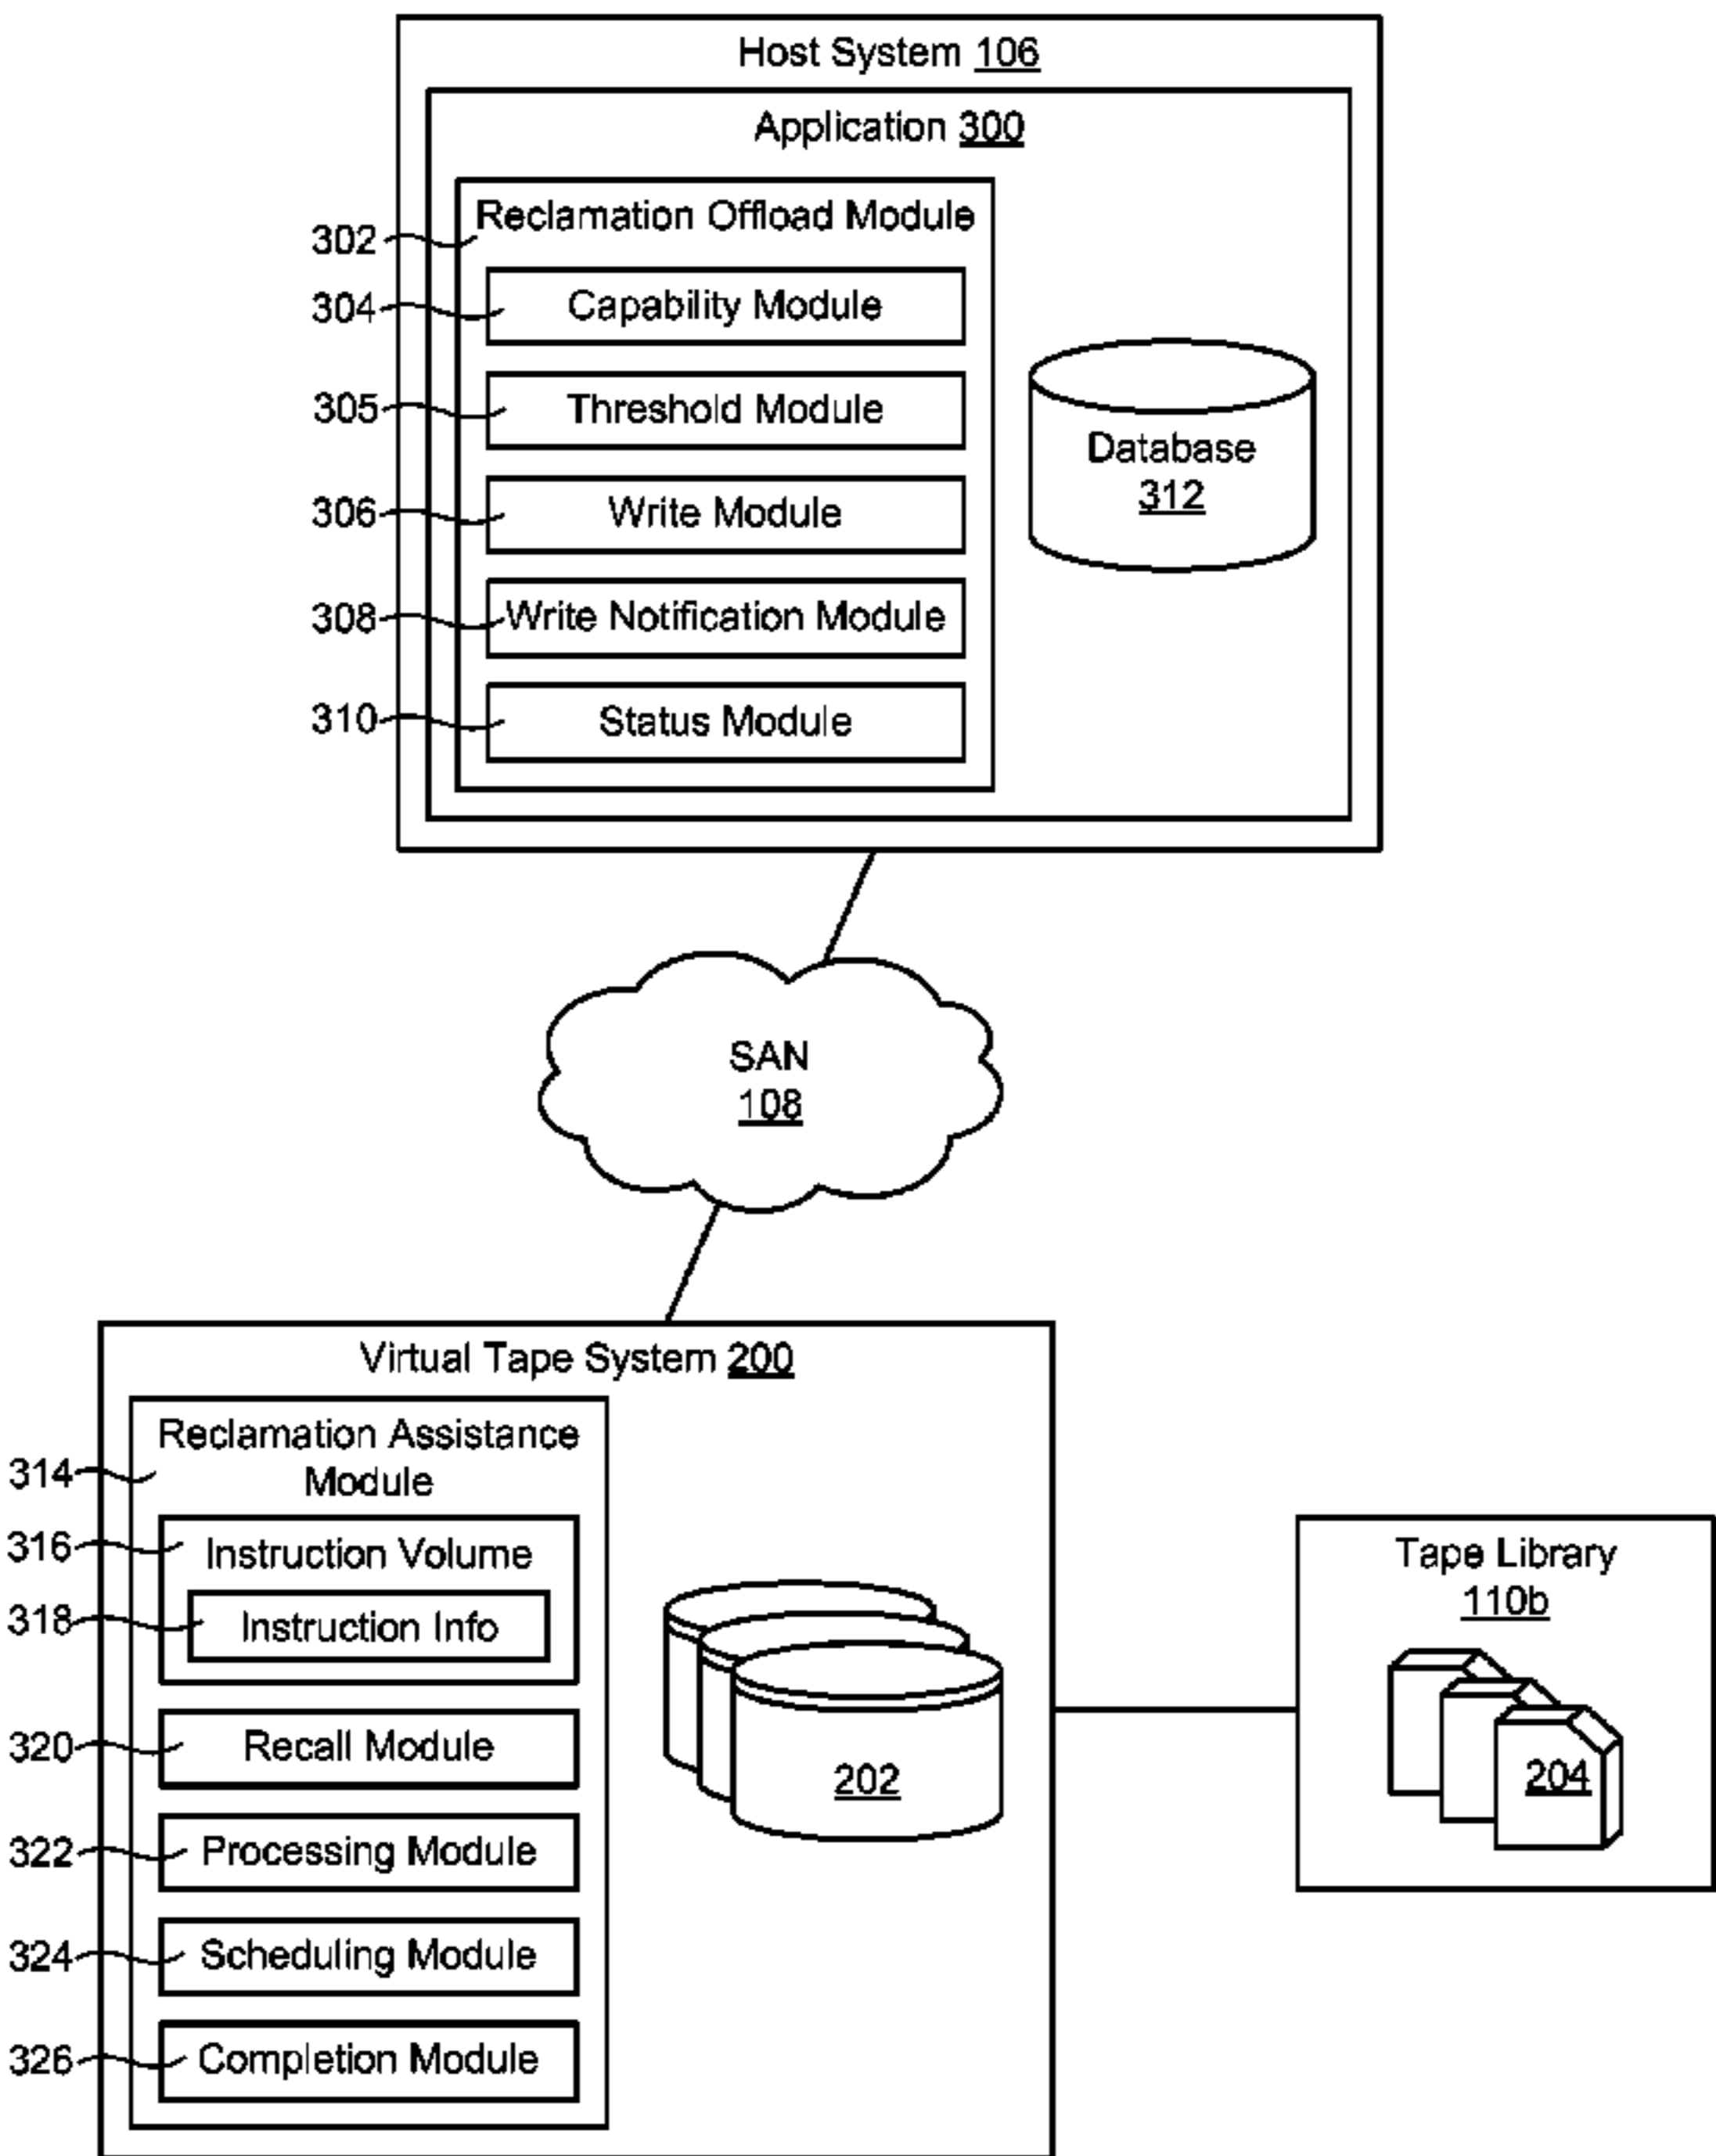 Host System 106
Application 300
Reclamation Offload Module
302
304
Capability Module
305
Threshold Module
306
Write Module
308
Write Notification Module
310
Status Module
Database
312
SAN
108
Virtual Tape System 200
Reclamation Assistance
Module
314
316
Instruction Volume
318
Instruction Info
320
Recall Module
322
Processing Module
324
Scheduling Module
326
Completion Module
202
Tape Library
110b
204